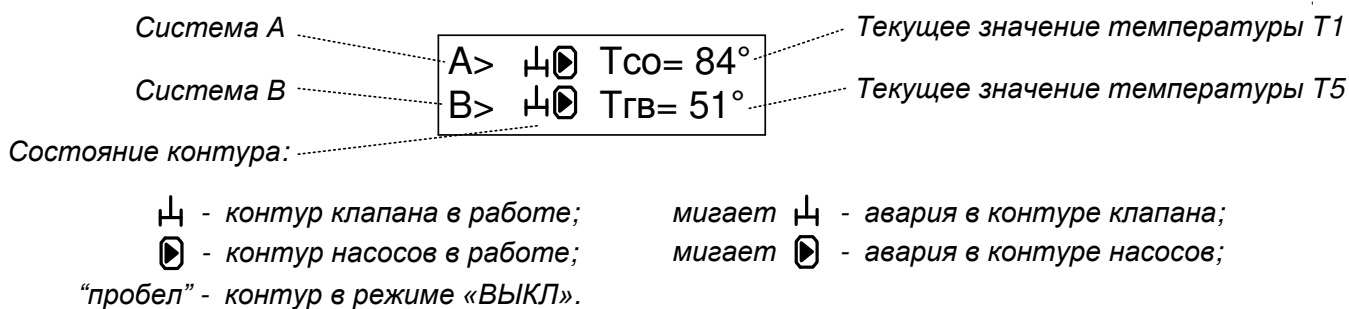 Система А
Текущее значение температуры Т1
A> Тсо= 84°
Система В
B> Тгв= 51°
Текущее значение температуры Т5
Состояние контура:
- контур клапана в работе; мигает - авария в контуре клапана;
- контур насосов в работе; мигает - авария в контуре насосов;
“пробел” - контур в режиме «ВЫКЛ».